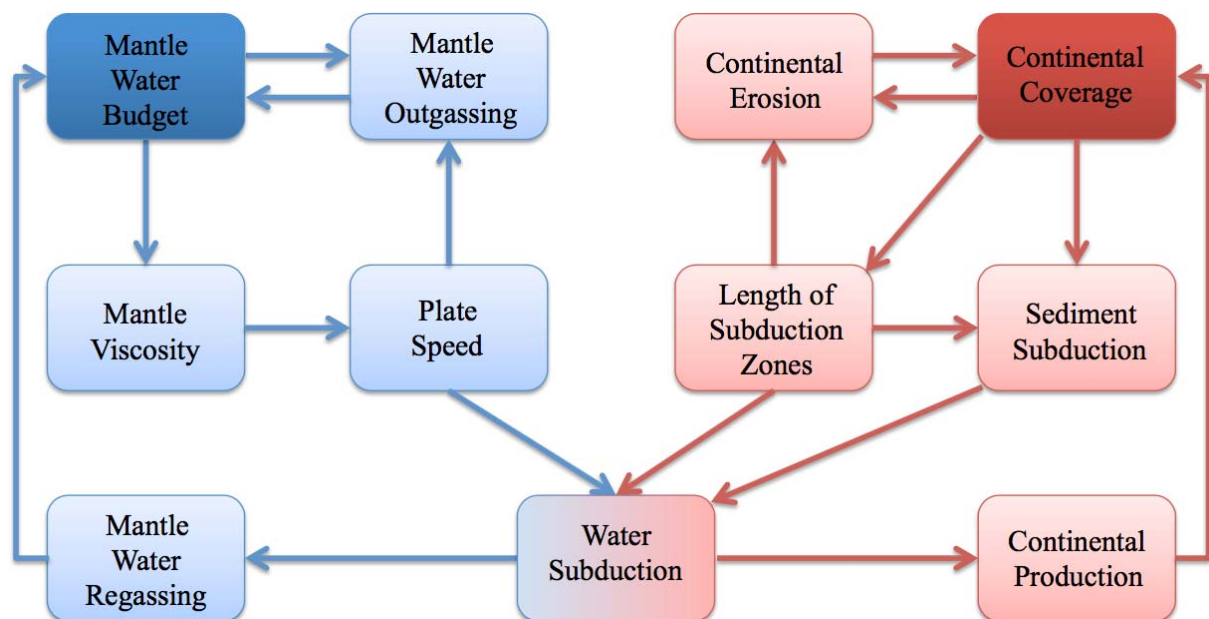 Mantle
Water
Budget
Mantle
Water
Outgassing
Continental
Erosion
Continental
Coverage
Mantle
Viscosity
Plate
Speed
Length of
Subduction
Zones
Sediment
Subduction
Mantle
Water
Regassing
Water
Subduction
Continental
Production